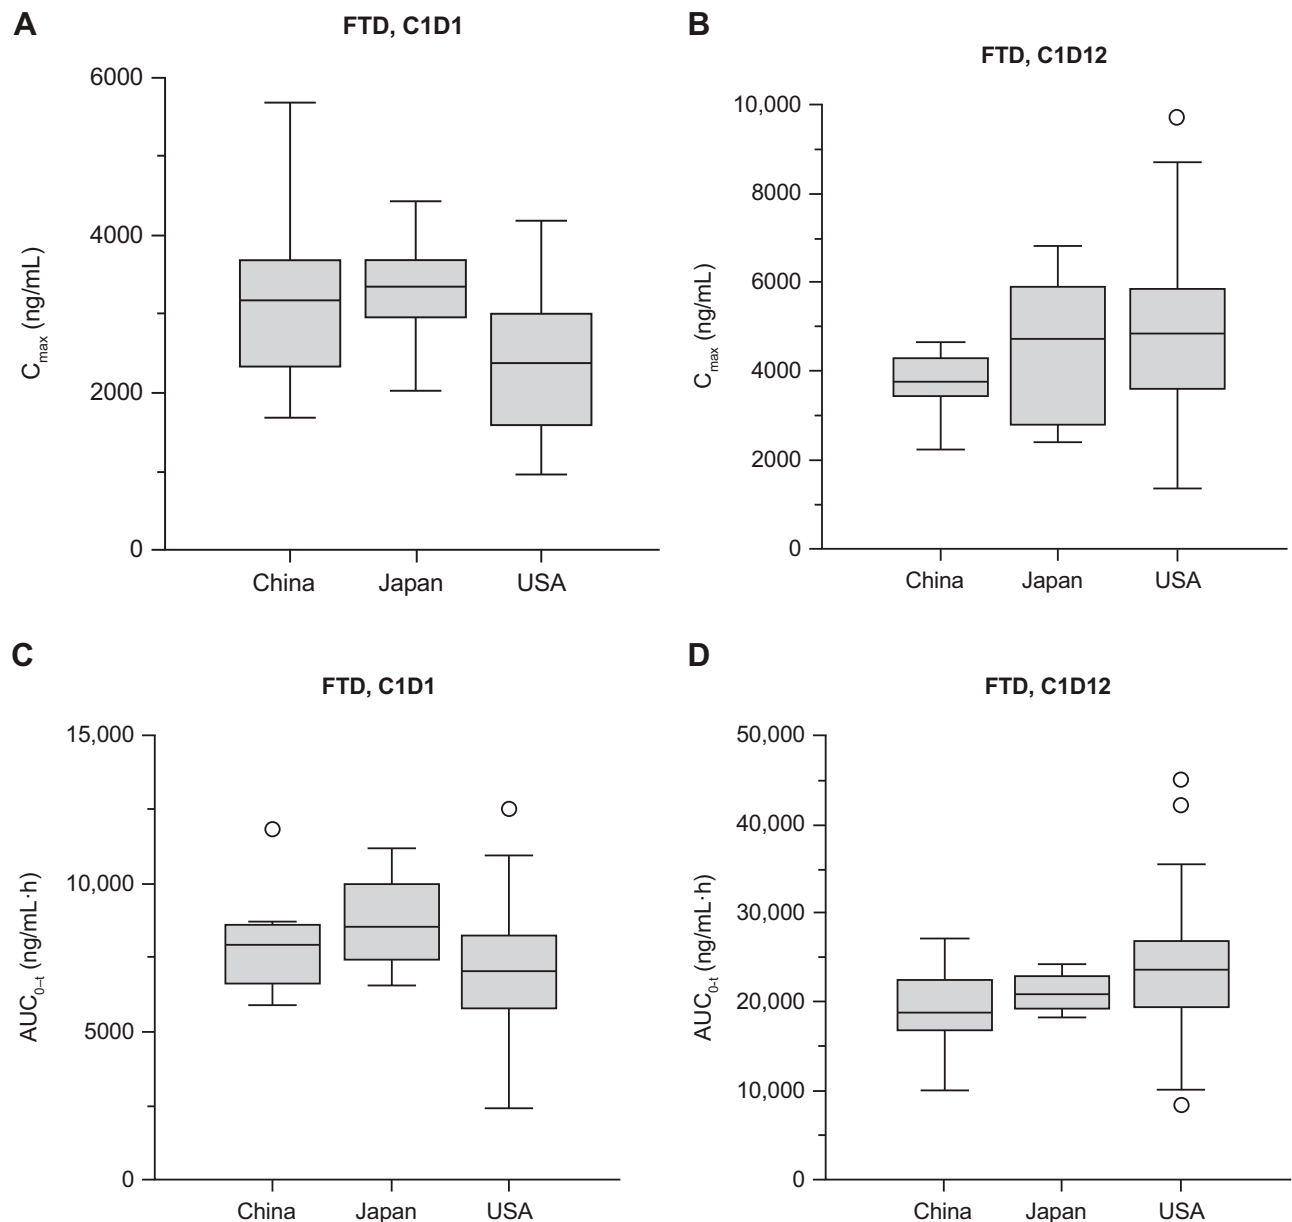 A
FTD, C1D1
6000
4000
2000
0
Cmax (ng/mL)
China Japan USA
B
FTD, C1D12
10,000
8000
6000
4000
2000
0
Cmax (ng/mL)
China Japan USA
C
FTD, C1D1
15,000
10,000
5000
0
AUC0–t (ng/mL·h)
China Japan USA
D
FTD, C1D12
50,000
40,000
30,000
20,000
10,000
0
AUC0-t (ng/mL·h)
China Japan USA